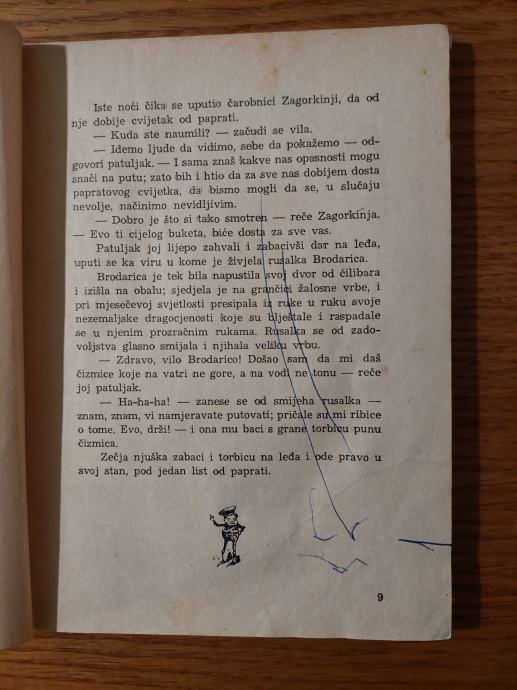 Iste noći čika se uputio čarobnici Zagorkinji, da od
nje dobije cvijetak od paprati.
— Kuda ste naumili? — začudi se vila.
— Idemo ljude da vidimo, sebe da pokažemo — od-
govori patuljak. — I sama znaš kakve nas opasnosti mogu
snaći na putu; zato bih i htio da za sve nas dobijem dosta
papratovog cvijetka, da bismo mogli da se, u slučaju
nevolje, načinimo nevidljivim.
— Dobro je što si tako smotren — reče Zagorkinja.
— Evo ti cijelog buketa, biće dosta za sve vas.
Patuljak joj lijepo zahvali i zabacivši dar na leđa,
uputi se ka viru u kome je živjela rusalka Brodarica.
Brodarica je tek bila napustila svoj dvor od ćilibara
i izišla na obalu; sjedjela je na grančici žalosne vrbe, i
pri mjesečevoj svjetlosti presipala iz ruke u ruku svoje
nezemaljske dragocjenosti koje su blještale i raspadale
se u njenim prozračnim rukama. Rusalka se od zado-
voljstva glasno smijala i njihala veliku vrbu.
— Zdravo, vilo Brodarico! Došao sam da mi daš
čizmice koje na vatri ne gore, a na vodi ne tonu — reče
joj patuljak.
— Ha-ha-ha! — zanese se od smijeha rusalka —
znam, znam, vi namjeravate putovati; pričale su mi ribice
o tome. Evo, drži! — i ona mu baci s grane torbicu punu
čizmica.
Zečja njuška zabaci i torbicu na leđa i ode pravo u
svoj stan, pod jedan list od paprati.
9